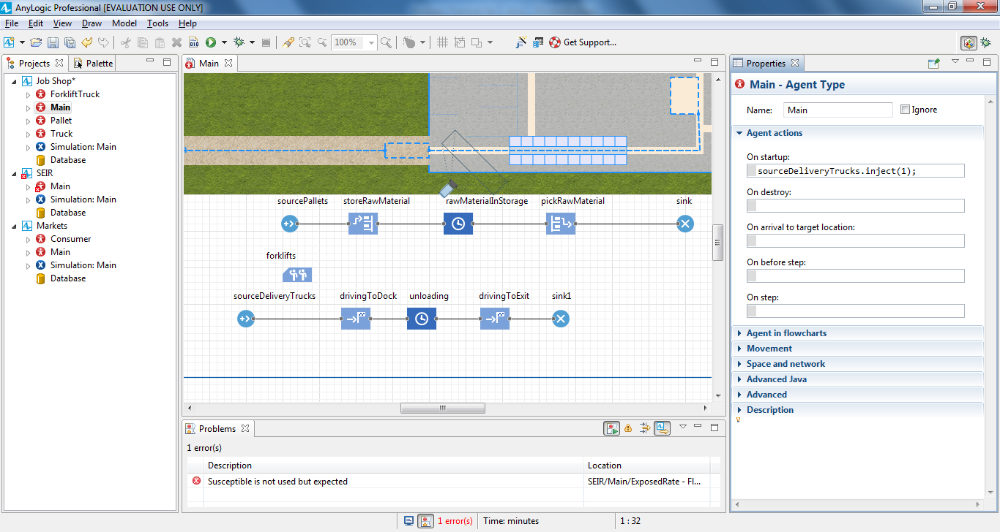 AnyLogic Professional [EVALUATION USE ONLY]
File Edit View Draw Model Tools Help
100% Get Support...
Projects Palette
Job Shop*
ForkliftTruck
Main
Pallet
Truck
Simulation: Main
Database
SEIR
Main
Simulation: Main
Database
Markets
Consumer
Main
Simulation: Main
Database
Main
sourcePallets storeRawMaterial rawMaterialInStorage pickRawMaterial sink
forklifts
sourceDeliveryTrucks drivingToDock unloading drivingToExit sink1
Problems
1 error(s)
Description Location
Susceptible is not used but expected SEIR/Main/ExposedRate - Fl...
Properties
Main - Agent Type
Name: Main Ignore
Agent actions
On startup:
sourceDeliveryTrucks.inject(1);
On destroy:
On arrival to target location:
On before step:
On step:
Agent in flowcharts
Movement
Space and network
Advanced Java
Advanced
Description
1 error(s) Time: minutes 1 : 32